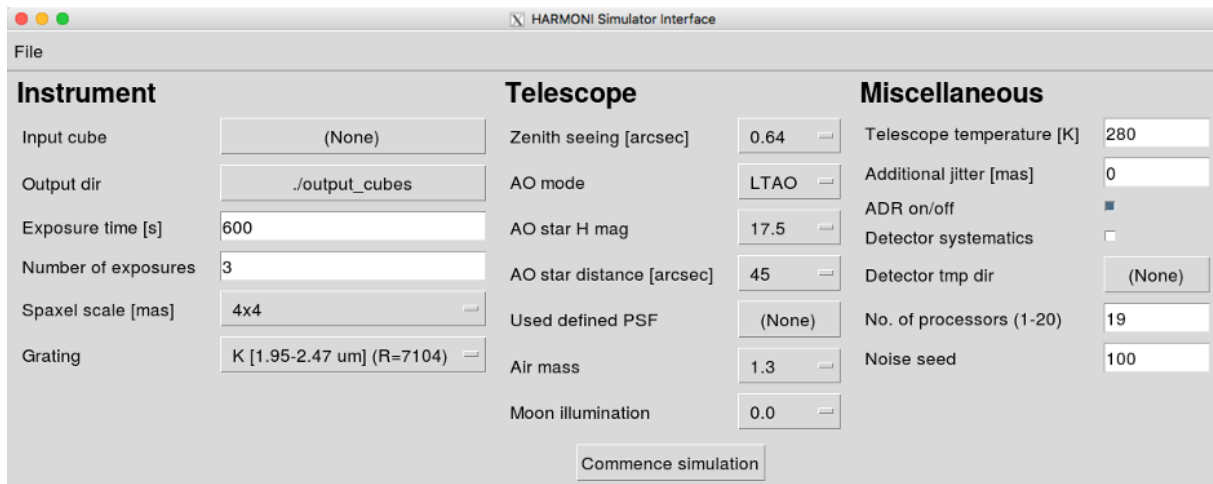 HARMONI Simulator Interface
File
Instrument
Input cube (None)
Output dir ./output_cubes
Exposure time [s] 600
Number of exposures 3
Spaxel scale [mas] 4x4
Grating K [1.95-2.47 um] (R=7104)
Telescope
Zenith seeing [arcsec] 0.64
AO mode LTAO
AO star H mag 17.5
AO star distance [arcsec] 45
Used defined PSF (None)
Air mass 1.3
Moon illumination 0.0
Miscellaneous
Telescope temperature [K] 280
Additional jitter [mas] 0
ADR on/off
Detector systematics
Detector tmp dir (None)
No. of processors (1-20) 19
Noise seed 100
Commence simulation